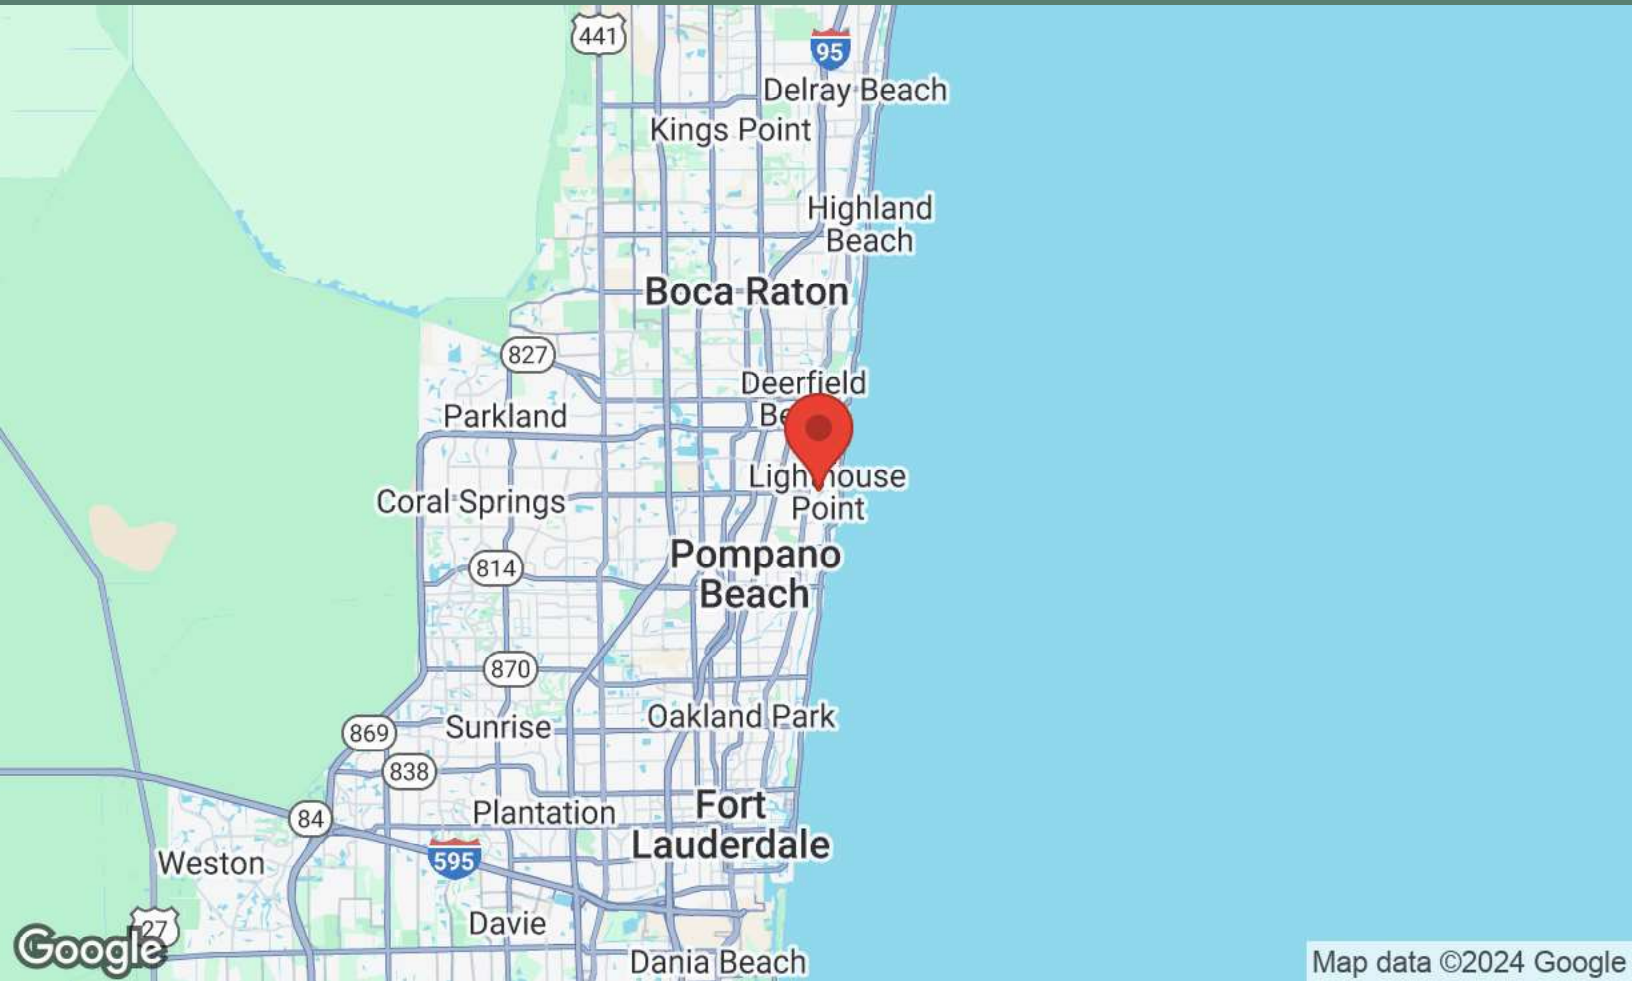 441
95
Delray Beach
Kings Point
Highland
Beach
Boca Raton
827
Deerfield
Parkland
Lighthouse
Point
Coral Springs
Pompano
Beach
814
870
Oakland Park
Sunrise
869
838
Fort
Lauderdale
Plantation
84
595
Weston
27
Davie
Google
Dania Beach
Map data ©2024 Google